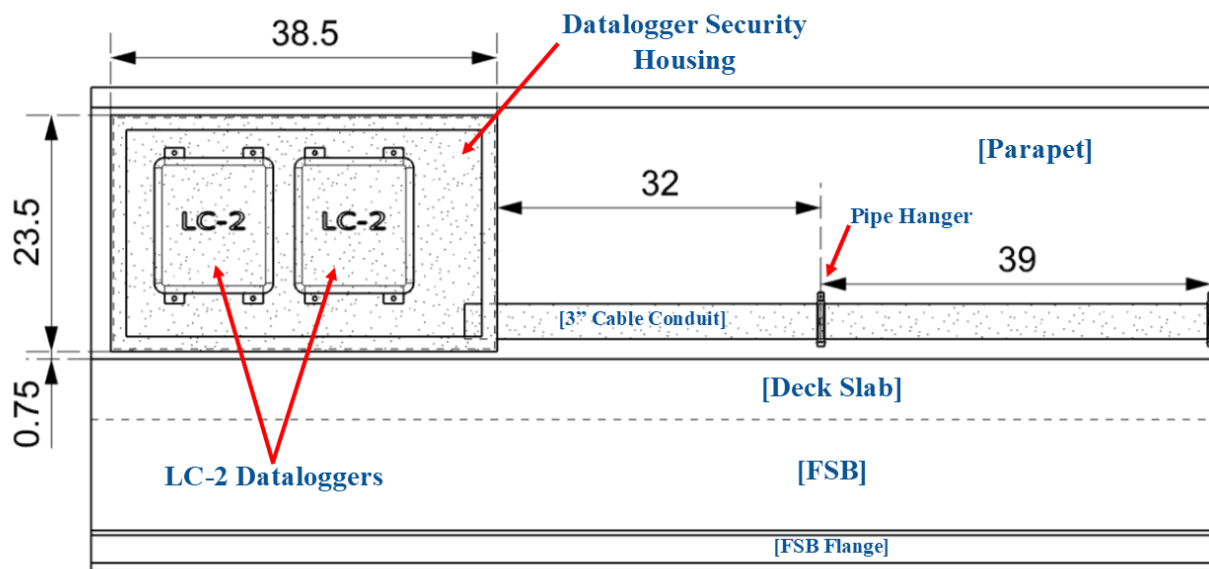 38.5
Datalogger Security
Housing
[Parapet]
23.5
LC-2
LC-2
32
Pipe Hanger
39
[3” Cable Conduit]
0.75
[Deck Slab]
LC-2 Dataloggers
[FSB]
[FSB Flange]